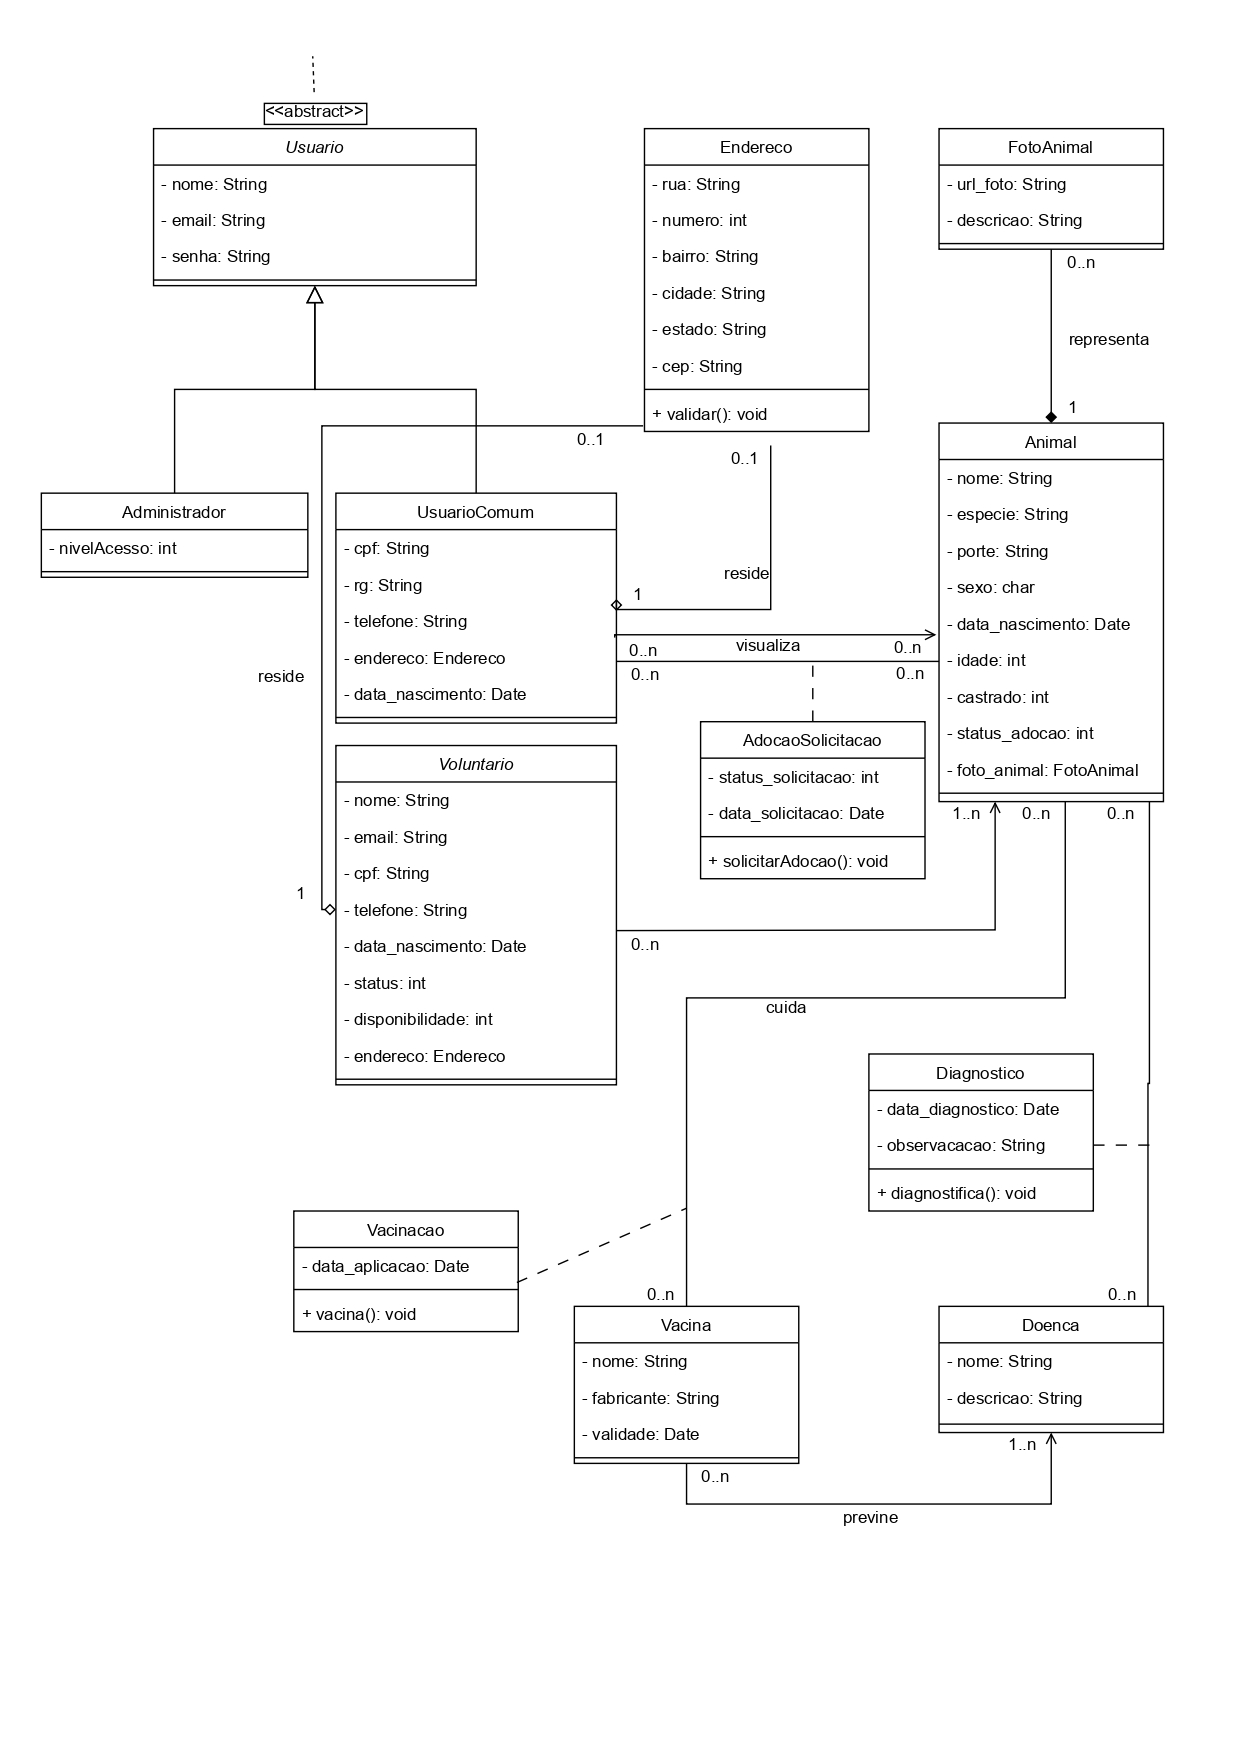 <<abstract>>
Usuario
- nome: String
- email: String
- senha: String
Endereco
- rua: String
- numero: int
- bairro: String
- cidade: String
- estado: String
- cep: String
+ validar(): void
FotoAnimal
- url_foto: String
- descricao: String
0..n
representa
1
0..1
0..1
Administrador
- nivelAcesso: int
UsuarioComum
- cpf: String
- rg: String
- telefone: String
- endereco: Endereco
- data_nascimento: Date
reside
1
Animal
- nome: String
- especie: String
- porte: String
- sexo: char
- data_nascimento: Date
- idade: int
- castrado: int
- status_adocao: int
- foto_animal: FotoAnimal
0..n
visualiza
0..n
0..n
0..n
reside
1
AdocaoSolicitacao
- status_solicitacao: int
- data_solicitacao: Date
+ solicitarAdocao(): void
Voluntario
- nome: String
- email: String
- cpf: String
- telefone: String
- data_nascimento: Date
- status: int
- disponibilidade: int
- endereco: Endereco
1..n
0..n
0..n
0..n
cuida
Diagnostico
- data_diagnostico: Date
- observacacao: String
+ diagnostifica(): void
Vacinacao
- data_aplicacao: Date
+ vacina(): void
0..n
0..n
Vacina
- nome: String
- fabricante: String
- validade: Date
Doenca
- nome: String
- descricao: String
0..n
1..n
previne